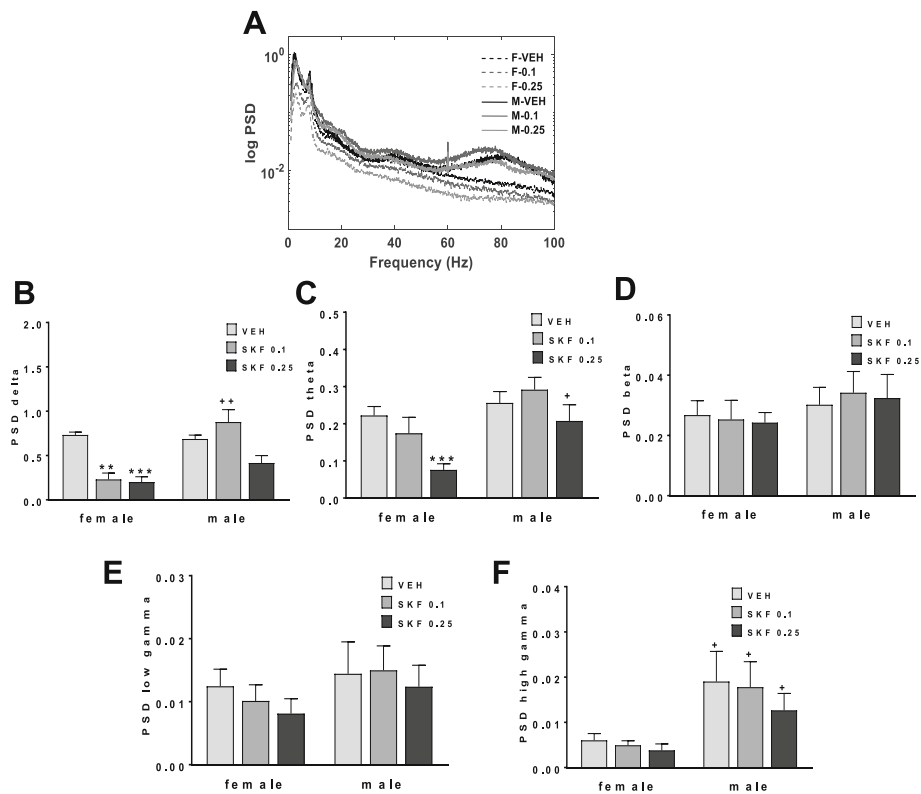 A
10^0
10^-2
log PSD
F-VEH
F-0.1
F-0.25
M-VEH
M-0.1
M-0.25
0 20 40 60 80 100
Frequency (Hz)
B
2.0
1.5
1.0
0.5
0.0
PSD delta
VEH
SKF 0.1
SKF 0.25
** *** ++
female male
C
0.5
0.4
0.3
0.2
0.1
0.0
PSD theta
VEH
SKF 0.1
SKF 0.25
*** +
female male
D
0.06
0.04
0.02
0.00
PSD beta
VEH
SKF 0.1
SKF 0.25
female male
E
0.03
0.02
0.01
0.00
PSD low gamma
VEH
SKF 0.1
SKF 0.25
female male
F
0.04
0.03
0.02
0.01
0.00
PSD high gamma
VEH
SKF 0.1
SKF 0.25
+ + +
female male